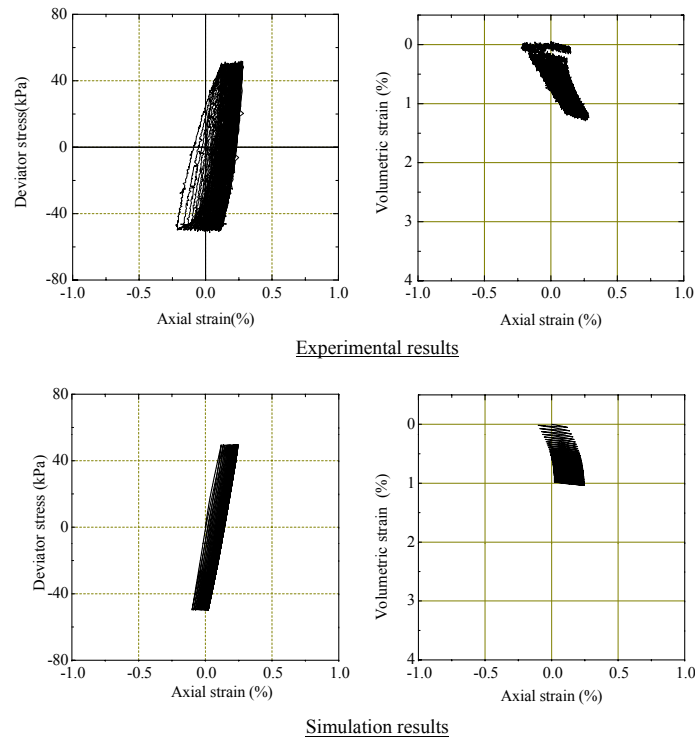 80
40
0
-40
-80
Deviator stress(kPa)
-1.0 -0.5 0.0 0.5 1.0
Axial strain(%)
0
1
2
3
4
Volumetric strain (%)
-1.0 -0.5 0.0 0.5 1.0
Axial strain (%)
Experimental results
80
40
0
-40
-80
Deviator stress (kPa)
-1.0 -0.5 0.0 0.5 1.0
Axial strain (%)
0
1
2
3
4
Volumetric strain (%)
-1.0 -0.5 0.0 0.5 1.0
Axial strain (%)
Simulation results